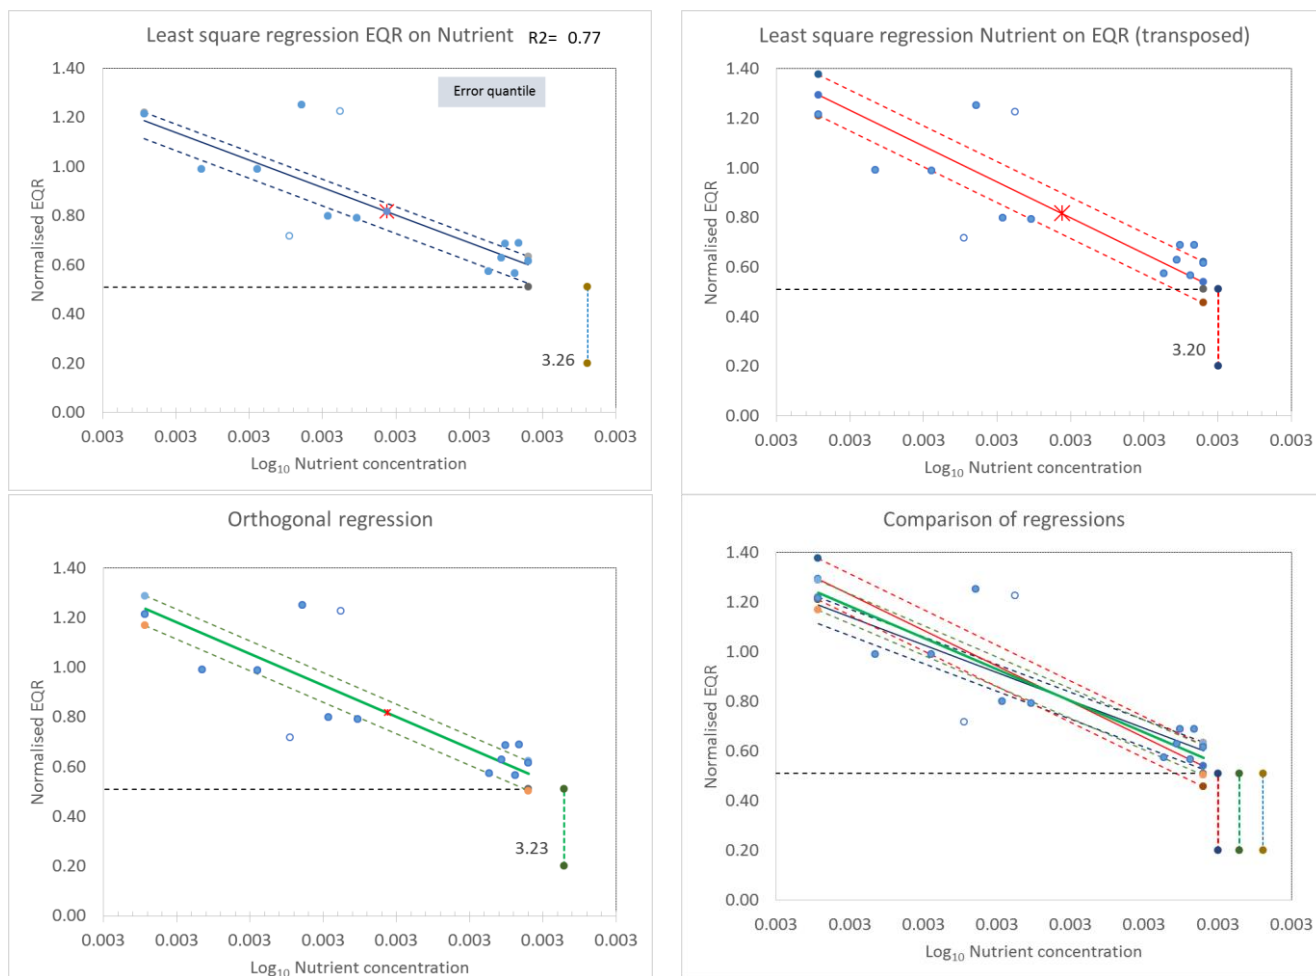 Least square regression EQR on Nutrient R2= 0.77
Error quantile
Normalised EQR
1.40
1.20
1.00
0.80
0.60
0.40
0.20
0.00
3.26
0.003 0.003 0.003 0.003 0.003 0.003 0.003 0.003
Log10 Nutrient concentration
Least square regression Nutrient on EQR (transposed)
Normalised EQR
1.40
1.20
1.00
0.80
0.60
0.40
0.20
0.00
3.20
0.003 0.003 0.003 0.003 0.003 0.003 0.003 0.003
Log10 Nutrient concentration
Orthogonal regression
Normalised EQR
1.40
1.20
1.00
0.80
0.60
0.40
0.20
0.00
3.23
0.003 0.003 0.003 0.003 0.003 0.003 0.003 0.003
Log10 Nutrient concentration
Comparison of regressions
Normalised EQR
1.40
1.20
1.00
0.80
0.60
0.40
0.20
0.00
0.003 0.003 0.003 0.003 0.003 0.003 0.003 0.003
Log10 Nutrient concentration